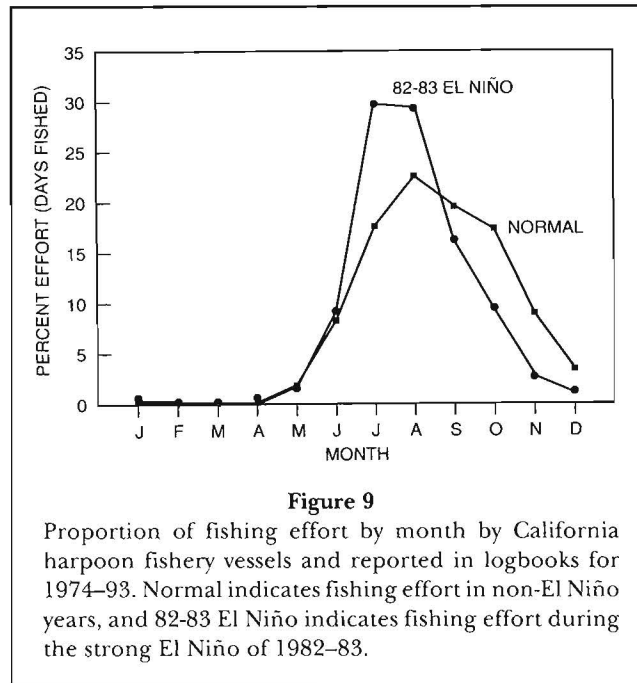 35
30
25
20
15
10
5
0
PERCENT EFFORT (DAYS FISHED)
82-83 EL NIÑO
NORMAL
J F M A M J J A S O N D
MONTH
Figure 9
Proportion of fishing effort by month by California
harpoon fishery vessels and reported in logbooks for
1974–93. Normal indicates fishing effort in non-El Niño
years, and 82-83 El Niño indicates fishing effort during
the strong El Niño of 1982–83.